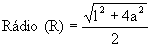 Rádio (R) = √(l² + 4a²) / 2